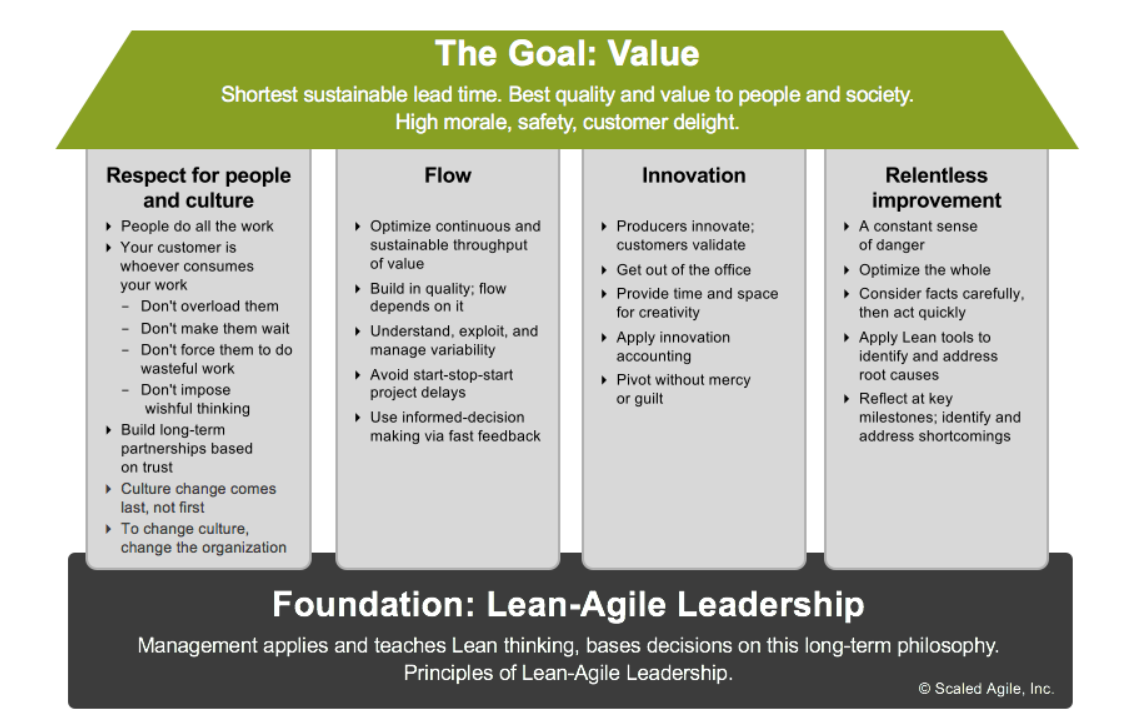 The Goal: Value
Shortest sustainable lead time. Best quality and value to people and society.
High morale, safety, customer delight.
Respect for people
and culture
People do all the work
Your customer is
whoever consumes
your work
– Don't overload them
– Don't make them wait
– Don't force them to do
wasteful work
– Don't impose
wishful thinking
Build long-term
partnerships based
on trust
Culture change comes
last, not first
To change culture,
change the organization
Flow
Optimize continuous and
sustainable throughput
of value
Build in quality; flow
depends on it
Understand, exploit, and
manage variability
Avoid start-stop-start
project delays
Use informed-decision
making via fast feedback
Innovation
Producers innovate;
customers validate
Get out of the office
Provide time and space
for creativity
Apply innovation
accounting
Pivot without mercy
or guilt
Relentless
improvement
A constant sense
of danger
Optimize the whole
Consider facts carefully,
then act quickly
Apply Lean tools to
identify and address
root causes
Reflect at key
milestones; identify and
address shortcomings
Foundation: Lean-Agile Leadership
Management applies and teaches Lean thinking, bases decisions on this long-term philosophy.
Principles of Lean-Agile Leadership.
© Scaled Agile, Inc.